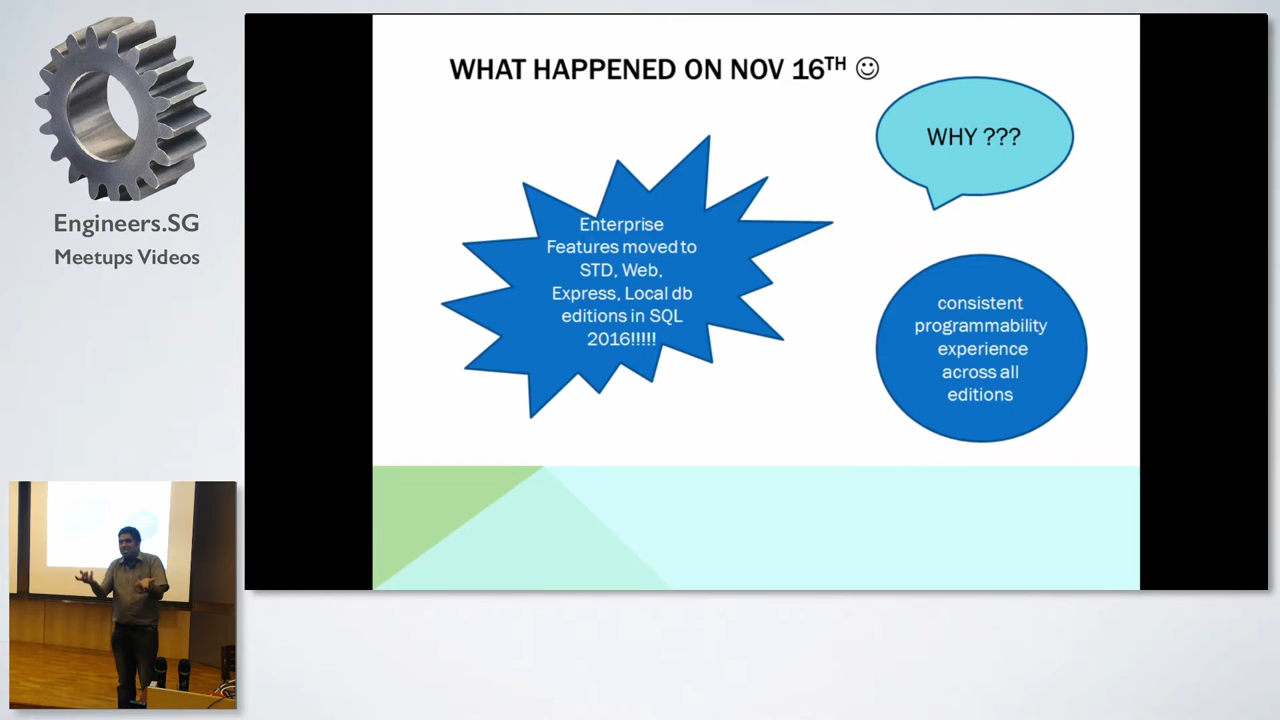 Engineers.SG
Meetups Videos
WHAT HAPPENED ON NOV 16TH ☺
WHY ???
Enterprise
Features moved to
STD, Web,
Express, Local db
editions in SQL
2016!!!!!
consistent
programmability
experience
across all
editions